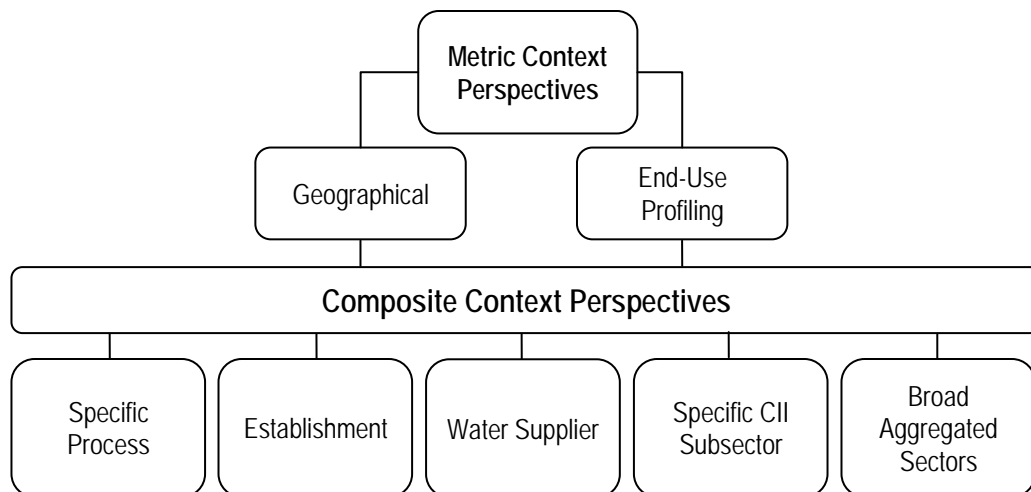 Metric Context
Perspectives
Geographical
End-Use
Profiling
Composite Context Perspectives
Specific
Process
Establishment
Water Supplier
Specific CII
Subsector
Broad
Aggregated
Sectors